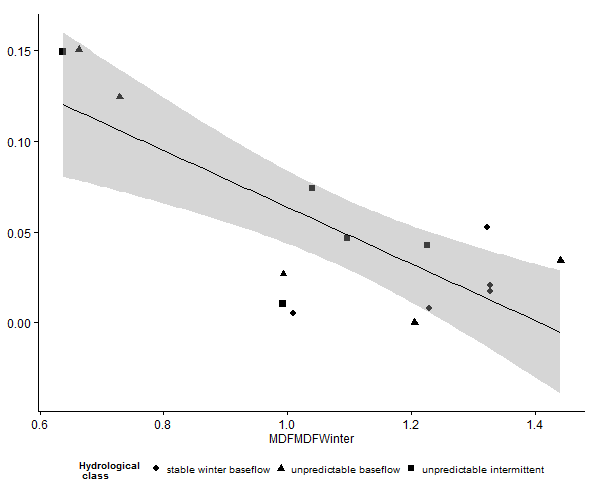 0.15
0.10
0.05
0.00
0.6 0.8 1.0 1.2 1.4
MDFMDFWinter
Hydrological
class
stable winter baseflow unpredictable baseflow unpredictable intermittent